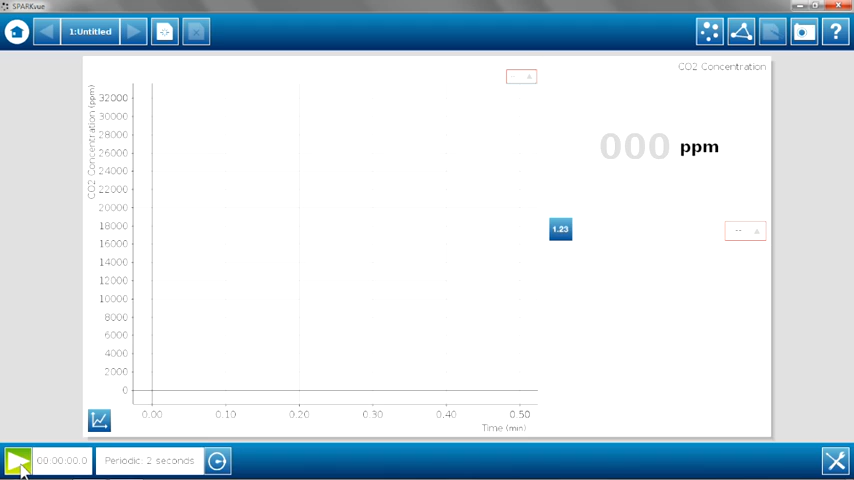 SPARKvue
1:Untitled
?
CO2 Concentration
000 ppm
1.23
--
CO2 Concentration (ppm)
32000
30000
28000
26000
24000
22000
20000
18000
16000
14000
12000
10000
8000
6000
4000
2000
0
0.00 0.10 0.20 0.30 0.40 0.50
Time (min)
00:00:00.0
Periodic: 2 seconds